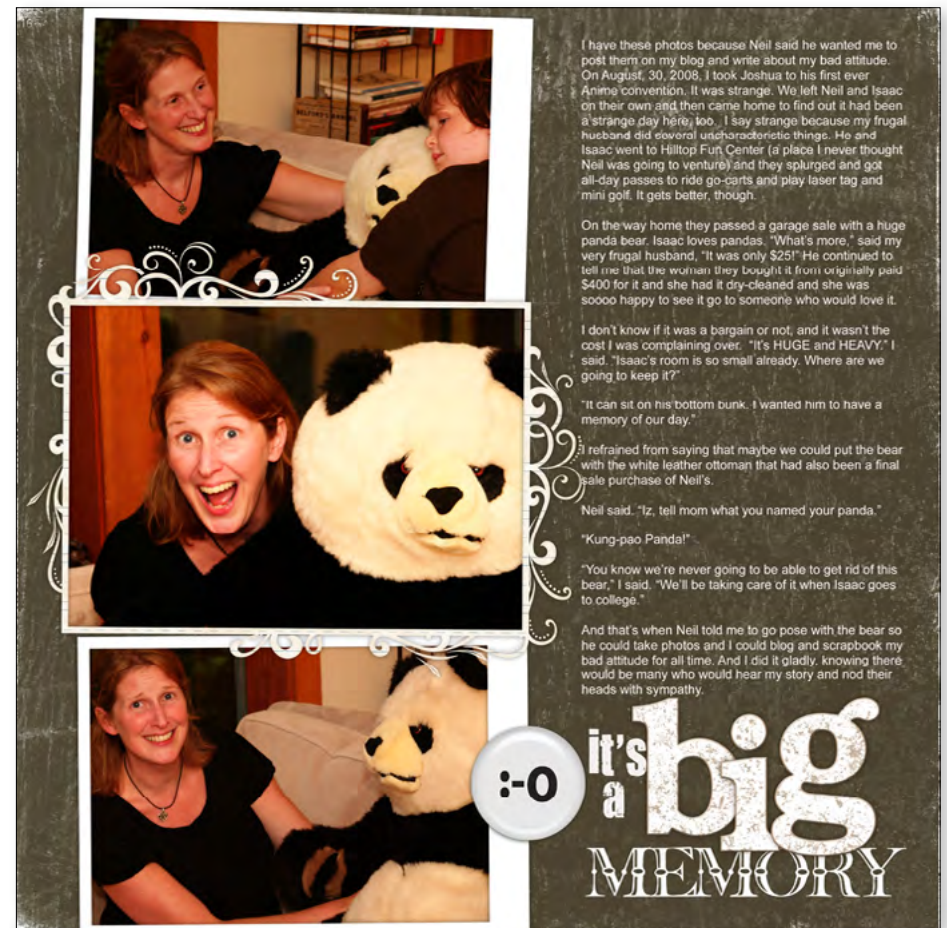 I have these photos because Neil said he wanted me to
post them on my blog and write about my bad attitude.
On August, 30, 2008, I took Joshua to his first ever
Anime convention. It was strange. We left Neil and Isaac
on their own and then came home to find out it had been
a strange day here, too.  I say strange because my frugal
husband did several uncharacteristic things. He and
Isaac went to Hilltop Fun Center (a place I never thought
Neil was going to venture) and they splurged and got
all-day passes to ride go-carts and play laser tag and
mini golf. It gets better, though.
On the way home they passed a garage sale with a huge
panda bear. Isaac loves pandas. "What's more," said my
very frugal husband, "It was only $25!" He continued to
tell me that the woman they bought it from originally paid
$400 for it and she had it dry-cleaned and she was
soooo happy to see it go to someone who would love it.
I don't know if it was a bargain or not, and it wasn't the
cost I was complaining over.  "It's HUGE and HEAVY." I
said. "Isaac's room is so small already. Where are we
going to keep it?"
"It can sit on his bottom bunk. I wanted him to have a
memory of our day."
I refrained from saying that maybe we could put the bear
with the white leather ottoman that had also been a final
sale purchase of Neil's.
Neil said. "Iz, tell mom what you named your panda."
"Kung-pao Panda!"
"You know we're never going to be able to get rid of this
bear," I said. "We'll be taking care of it when Isaac goes
to college."
And that's when Neil told me to go pose with the bear so
he could take photos and I could blog and scrapbook my
bad attitude for all time. And I did it gladly. knowing there
would be many who would hear my story and nod their
heads with sympathy.
:-O
it's
a
big
MEMORY